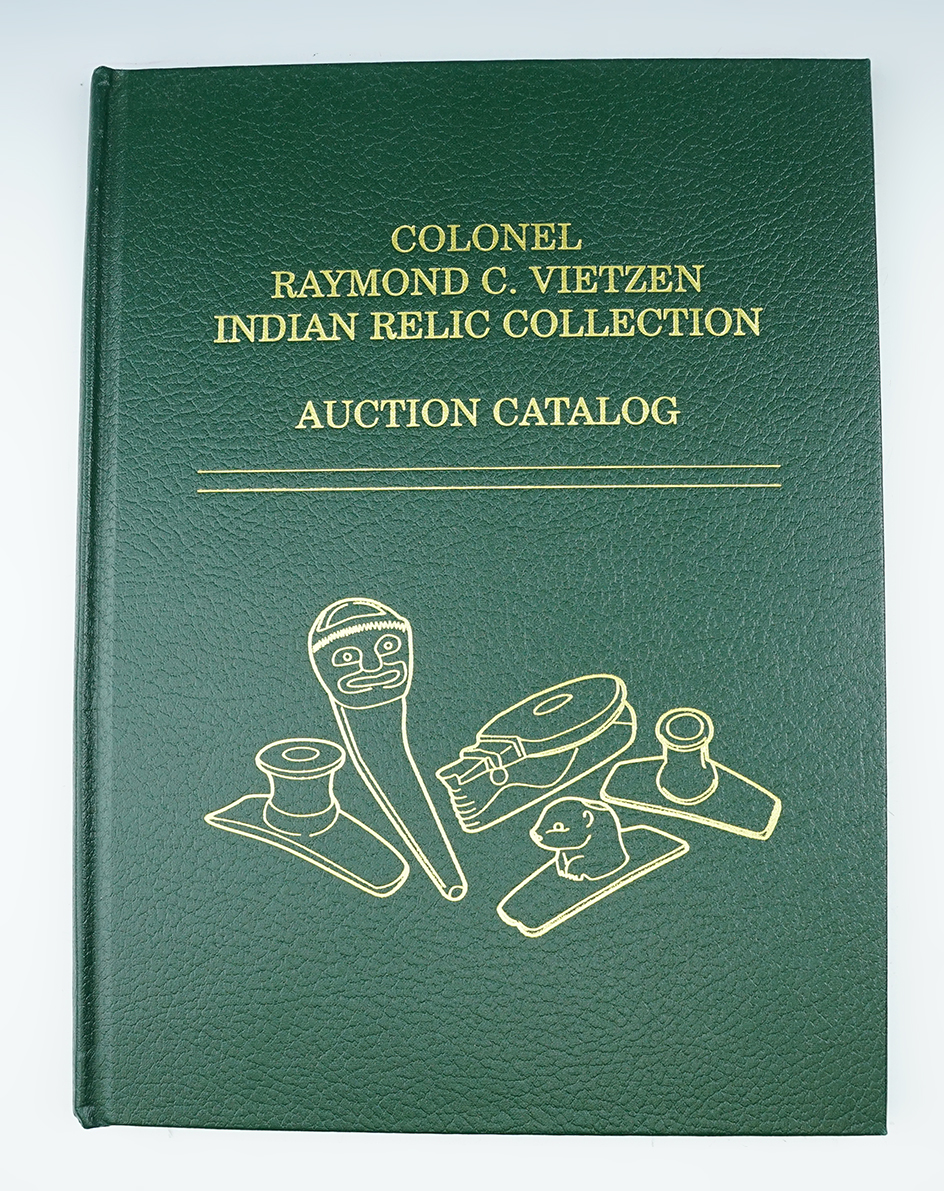 COLONEL
RAYMOND C. VIETZEN
INDIAN RELIC COLLECTION
AUCTION CATALOG